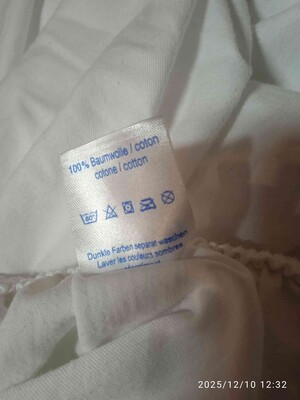 100% Baumwolle / coton
cotone / cotton
60°
Dunkle Farben separat waschen
Laver les couleurs sombres
2025/12/10 12:32